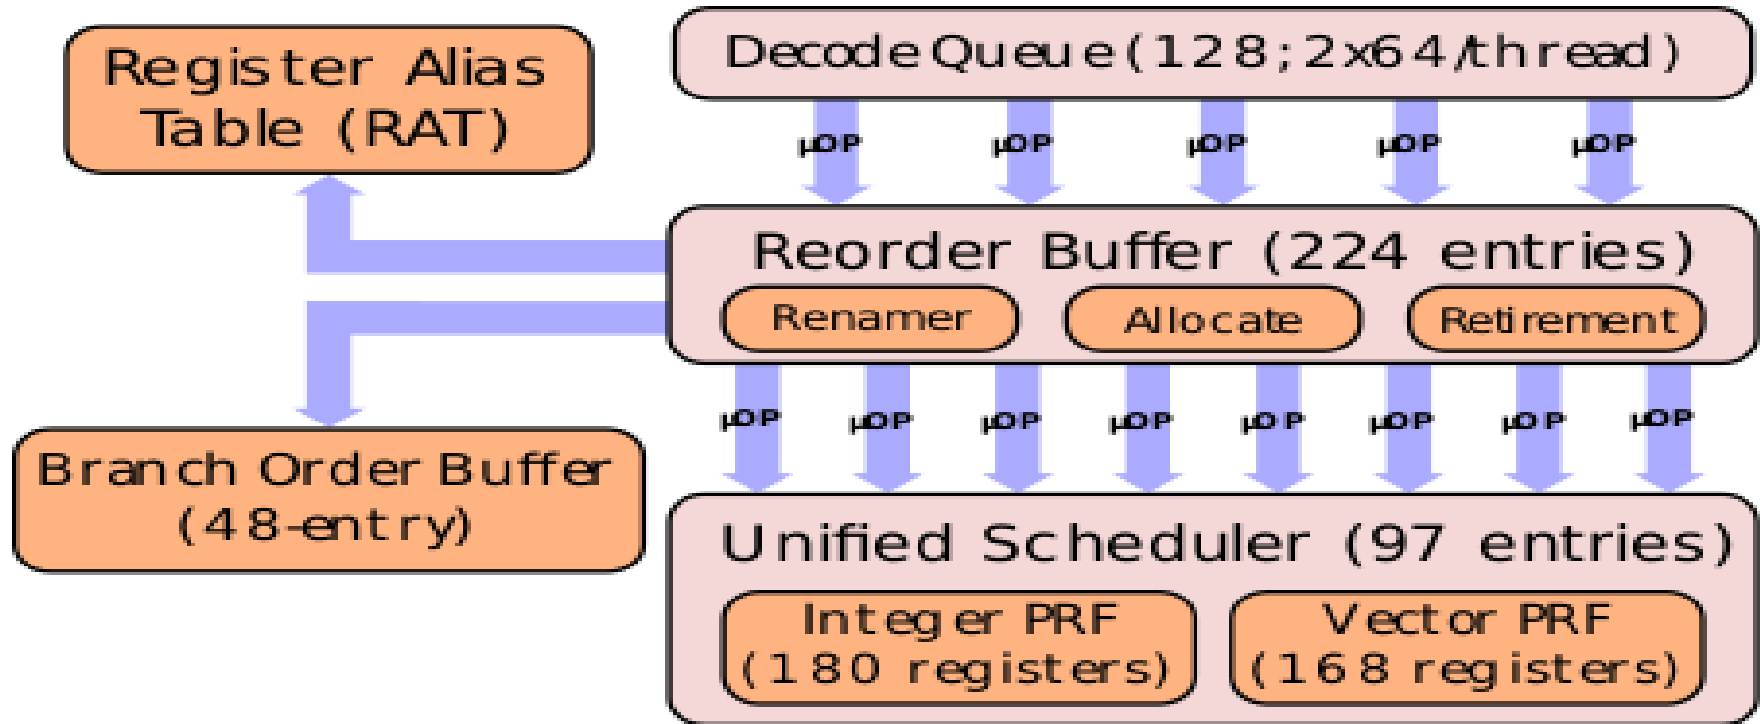 Register Alias
Table (RAT)
Decode Queue (128; 2x64/thread)
µOP µOP µOP µOP µOP
Reorder Buffer (224 entries)
Renamer Allocate Retirement
µOP µOP µOP µOP µOP µOP µOP µOP
Branch Order Buffer
(48-entry)
Unified Scheduler (97 entries)
Integer PRF
(180 registers)
Vector PRF
(168 registers)